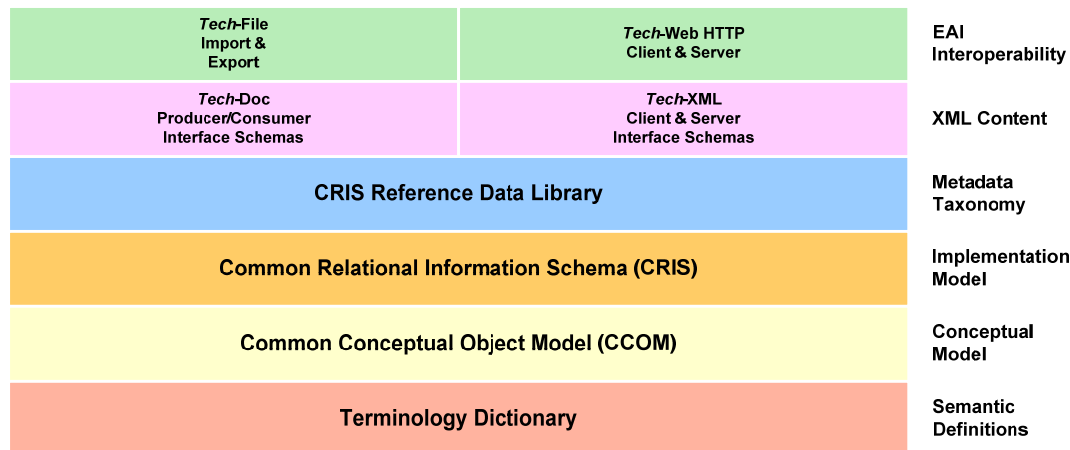 Tech-File
Import &
Export
Tech-Web HTTP
Client & Server
EAI
Interoperability
Tech-Doc
Producer/Consumer
Interface Schemas
Tech-XML
Client & Server
Interface Schemas
XML Content
CRIS Reference Data Library
Metadata
Taxonomy
Common Relational Information Schema (CRIS)
Implementation
Model
Common Conceptual Object Model (CCOM)
Conceptual
Model
Terminology Dictionary
Semantic
Definitions